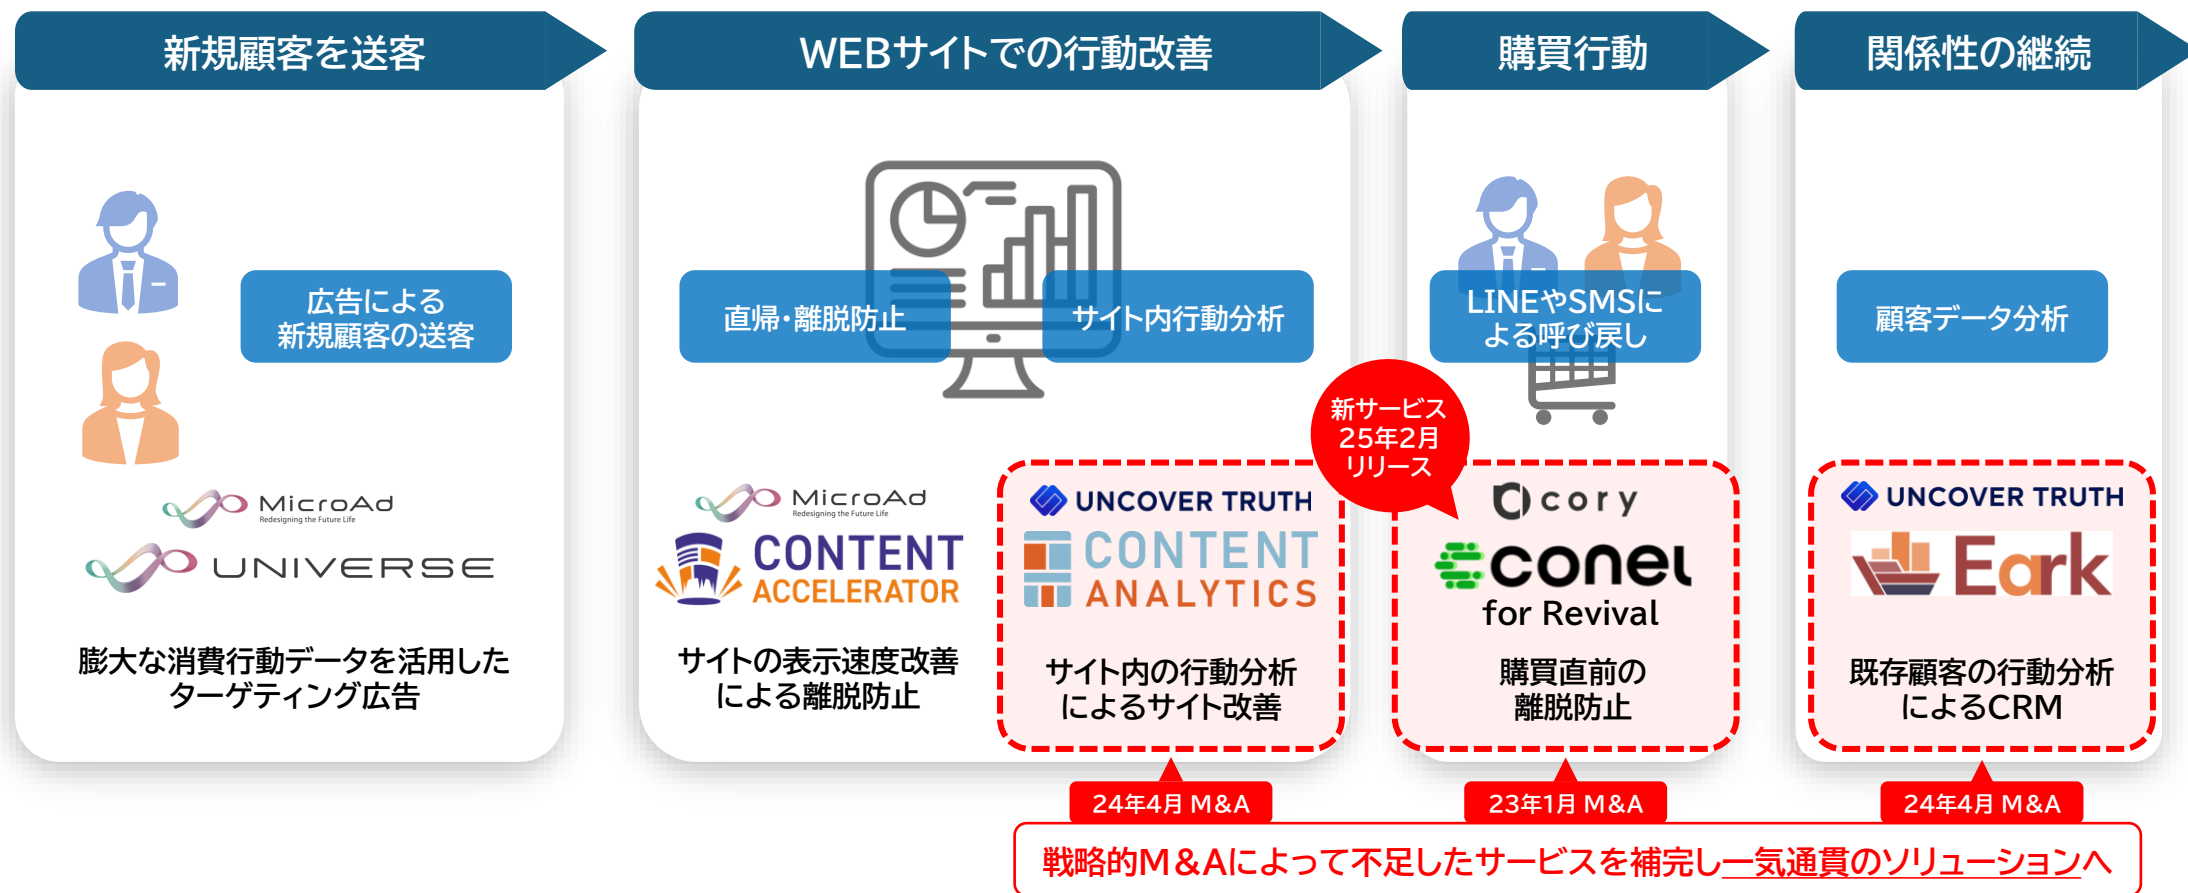 新規顧客を送客
WEBサイトでの行動改善
購買行動
関係性の継続
広告による
新規顧客の送客
直帰・離脱防止
サイト内行動分析
LINEやSMSに
よる呼び戻し
顧客データ分析
新サービス
25年2月
リリース
MicroAd
Redesigning the Future Life
UNIVERSE
膨大な消費行動データを活用した
ターゲティング広告
MicroAd
Redesigning the Future Life
CONTENT
ACCELERATOR
サイトの表示速度改善
による離脱防止
UNCOVER TRUTH
CONTENT
ANALYTICS
サイト内の行動分析
によるサイト改善
cory
conel
for Revival
購買直前の
離脱防止
UNCOVER TRUTH
Eark
既存顧客の行動分析
によるCRM
24年4月 M&A
23年1月 M&A
24年4月 M&A
戦略的M&Aによって不足したサービスを補完し一気通貫のソリューションへ